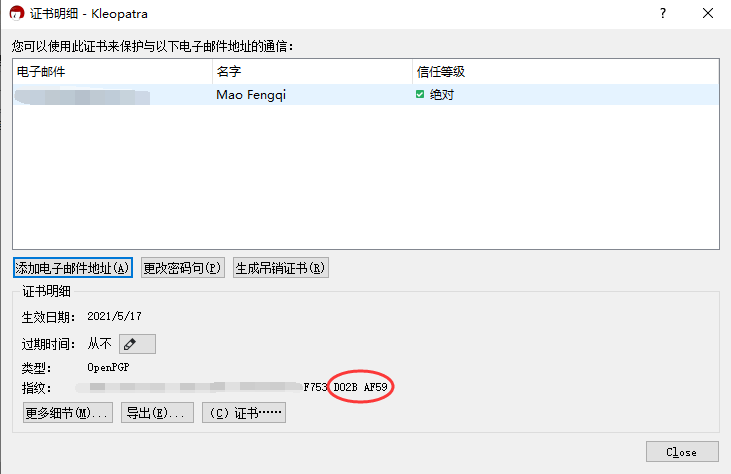 证书明细 - Kleopatra
您可以使用此证书来保护与以下电子邮件地址的通信：
电子邮件 名字 信任等级
Mao Fengqi 绝对
添加电子邮件地址(A) 更改密码句(P) 生成吊销证书(R)
证书明细
生效日期： 2021/5/17
过期时间： 从不
类型： OpenPGP
指纹： F753 D02B AF59
更多细节(M)... 导出(E)... (C) 证书……
Close